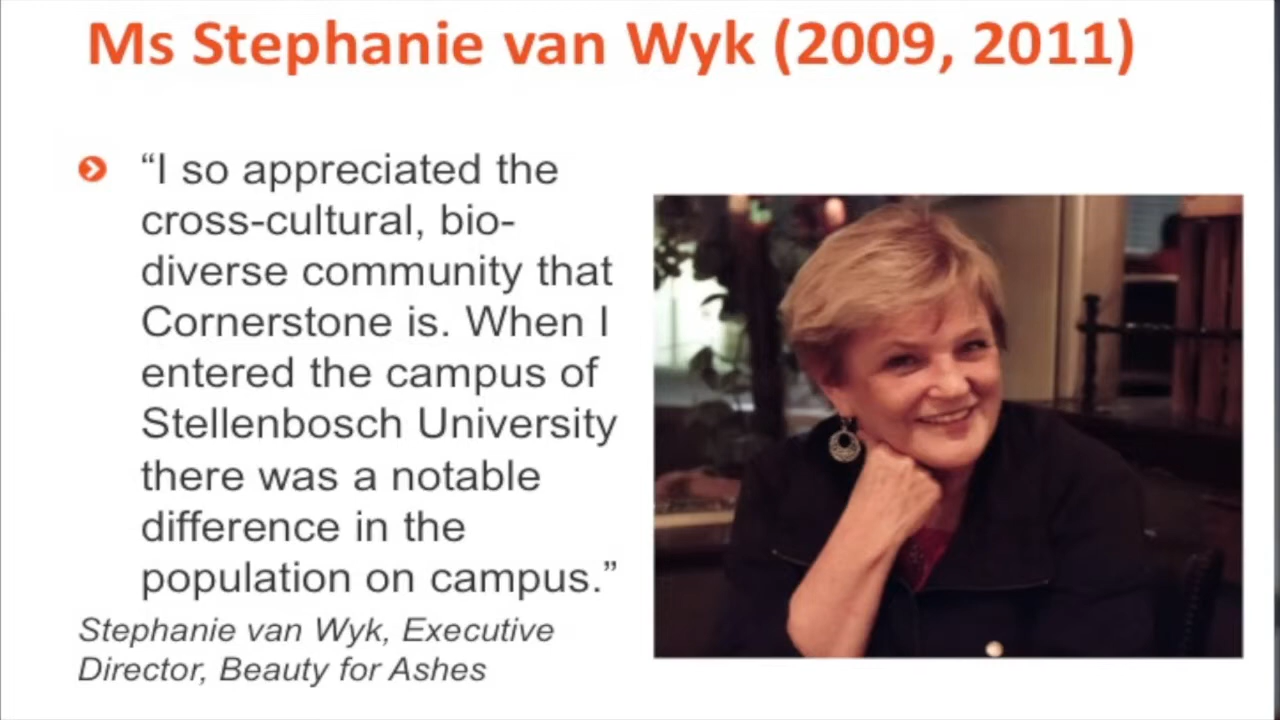 Ms Stephanie van Wyk (2009, 2011)
“I so appreciated the
cross-cultural, bio-
diverse community that
Cornerstone is. When I
entered the campus of
Stellenbosch University
there was a notable
difference in the
population on campus.”
Stephanie van Wyk, Executive
Director, Beauty for Ashes